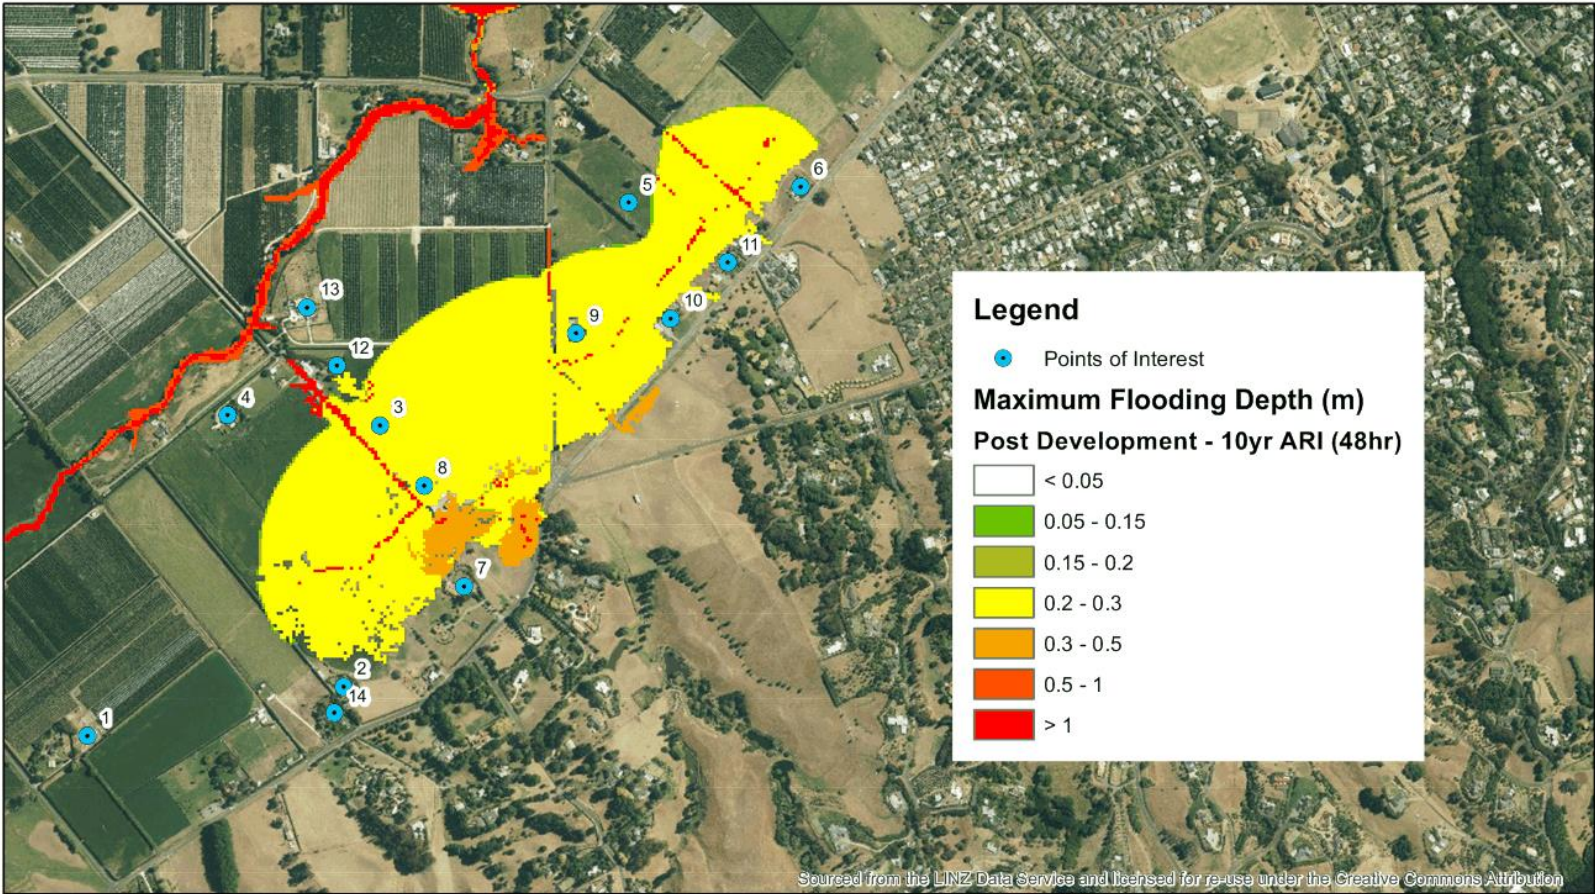 6
5
11
13
10
9
12
4
3
8
7
2
14
1
Legend
Points of Interest
Maximum Flooding Depth (m)
Post Development - 10yr ARI (48hr)
< 0.05
0.05 - 0.15
0.15 - 0.2
0.2 - 0.3
0.3 - 0.5
0.5 - 1
> 1
Sourced from the LINZ Data Service and licensed for re-use under the Creative Commons Attribution